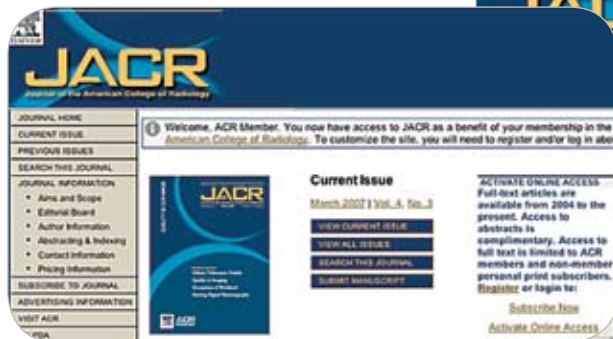 JACR
Journal of the American College of Radiology
JOURNAL HOME
CURRENT ISSUE
PREVIOUS ISSUES
SEARCH THIS JOURNAL
JOURNAL INFORMATION
• Aims and Scope
• Editorial Board
• Author Information
• Abstracting & Indexing
• Contact Information
• Pricing Information
SUBSCRIBE TO JOURNAL
ADVERTISING INFORMATION
VISIT ACR
PDA
Welcome, ACR Member. You now have access to JACR as a benefit of your membership in the
American College of Radiology. To customize the site, you will need to register and/or log in
JACR
ACR
Current Issue
March 2007 | Vol. 4, No. 3
VIEW CURRENT ISSUE
VIEW ALL ISSUES
SEARCH THIS JOURNAL
SUBMIT MANUSCRIPT
ACTIVATE ONLINE ACCESS
Full-text articles are
available from 2004 to the
present. Access to
abstracts is
complimentary. Access to
full text is limited to ACR
members and non-member
personal print subscribers.
Register or login to:
Subscribe Now
Activate Online Access